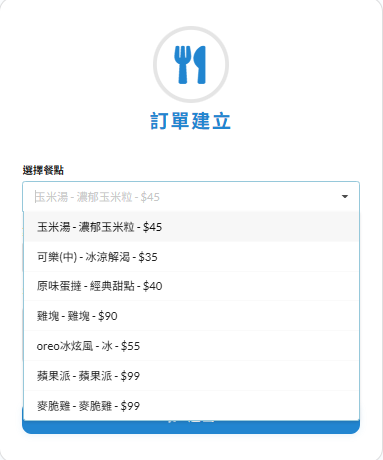 訂單建立
選擇餐點
玉米湯 - 濃郁玉米粒 - $45
玉米湯 - 濃郁玉米粒 - $45
可樂(中) - 冰涼解渴 - $35
原味蛋撻 - 經典甜點 - $40
雞塊 - 雞塊 - $90
oreo冰炫風 - 冰 - $55
蘋果派 - 蘋果派 - $99
麥脆雞 - 麥脆雞 - $99